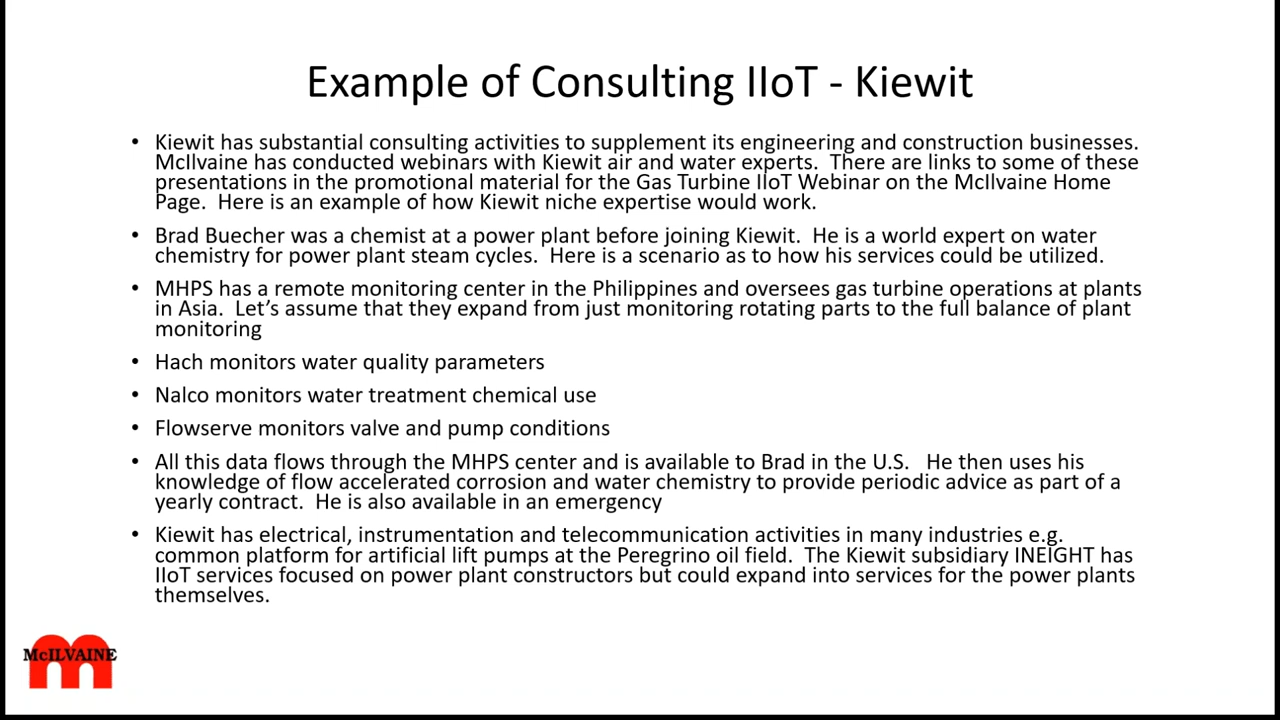 Example of Consulting IIoT - Kiewit
• Kiewit has substantial consulting activities to supplement its engineering and construction businesses.
McIlvaine has conducted webinars with Kiewit air and water experts.  There are links to some of these
presentations in the promotional material for the Gas Turbine IIoT Webinar on the McIlvaine Home
Page.  Here is an example of how Kiewit niche expertise would work.
• Brad Buecher was a chemist at a power plant before joining Kiewit.  He is a world expert on water
chemistry for power plant steam cycles.  Here is a scenario as to how his services could be utilized.
• MHPS has a remote monitoring center in the Philippines and oversees gas turbine operations at plants
in Asia.  Let’s assume that they expand from just monitoring rotating parts to the full balance of plant
monitoring
• Hach monitors water quality parameters
• Nalco monitors water treatment chemical use
• Flowserve monitors valve and pump conditions
• All this data flows through the MHPS center and is available to Brad in the U.S.   He then uses his
knowledge of flow accelerated corrosion and water chemistry to provide periodic advice as part of a
yearly contract.  He is also available in an emergency
• Kiewit has electrical, instrumentation and telecommunication activities in many industries e.g.
common platform for artificial lift pumps at the Peregrino oil field.  The Kiewit subsidiary INEIGHT has
IIoT services focused on power plant constructors but could expand into services for the power plants
themselves.
McILVAINE